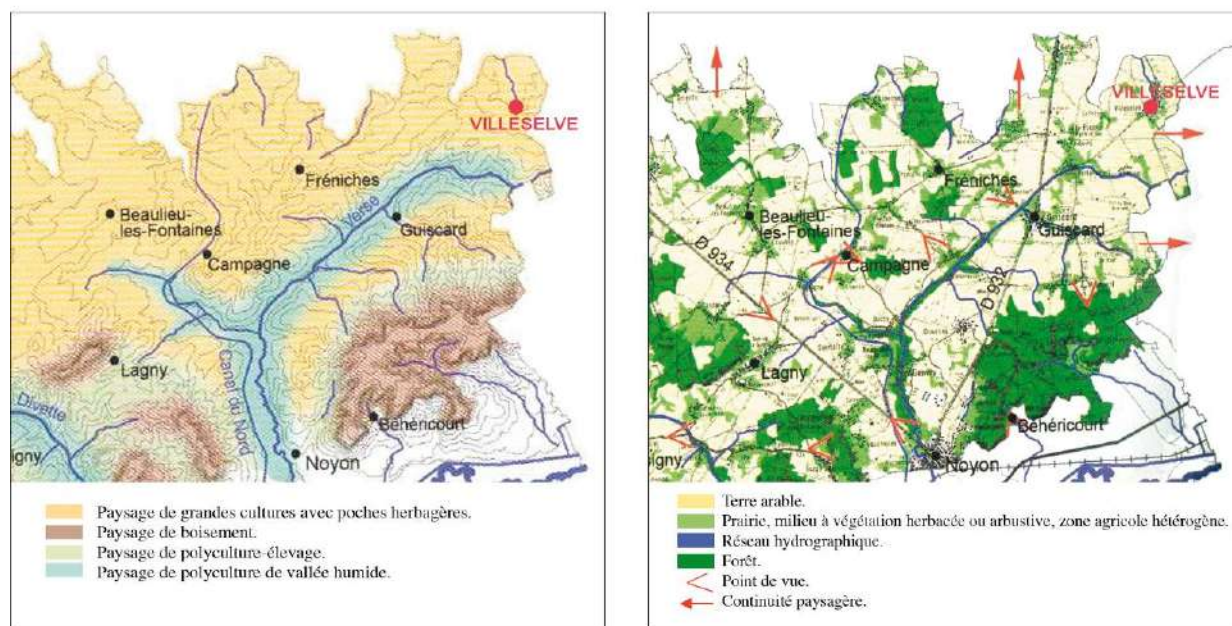 VILLESELVE
Fréniches
Beaulieu-
les-Fontaines
Verse
Guiscard
Campagne
Lagny
Canal du Nord
Divette
igny
Béhéricourt
Noyon
Paysage de grandes cultures avec poches herbagères.
Paysage de boisement.
Paysage de polyculture-élevage.
Paysage de polyculture de vallée humide.
VILLESELVE
Fréniches
Beaulieu-
les-Fontaines
Guiscard
D 934
Campagne
D 932
Lagny
Béhéricourt
igny
Noyon
Terre arable.
Prairie, milieu à végétation herbacée ou arbustive, zone agricole hétérogène.
Réseau hydrographique.
Forêt.
Point de vue.
Continuité paysagère.